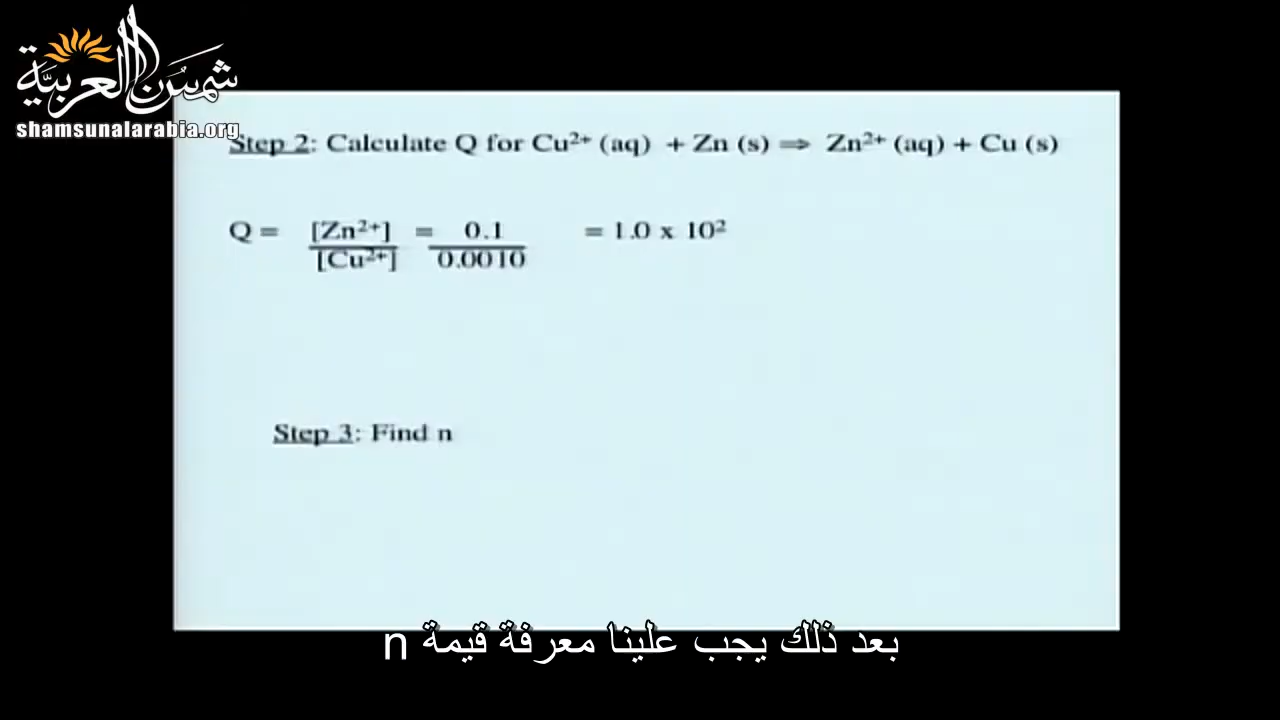 شمس العربية
shamsunalarabia.org
Step 2: Calculate Q for Cu²⁺ (aq) + Zn (s) ⇒ Zn²⁺ (aq) + Cu (s)
Q = [Zn²⁺] = 0.1 = 1.0 x 10²
[Cu²⁺] 0.0010
Step 3: Find n
بعد ذلك يجب علينا معرفة قيمة n